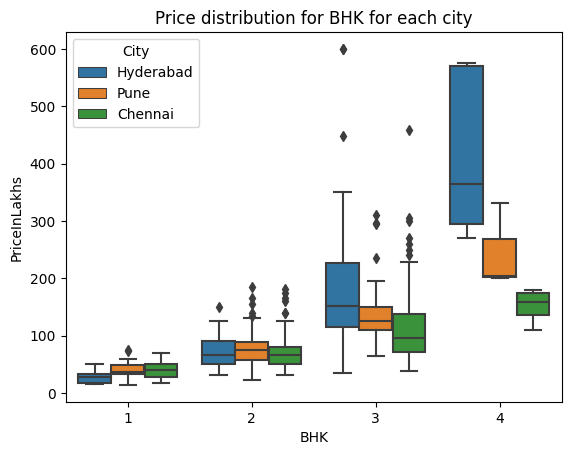 Price distribution for BHK for each city
City
Hyderabad
Pune
Chennai
PriceInLakhs
600
500
400
300
200
100
0
1 2 3 4
BHK